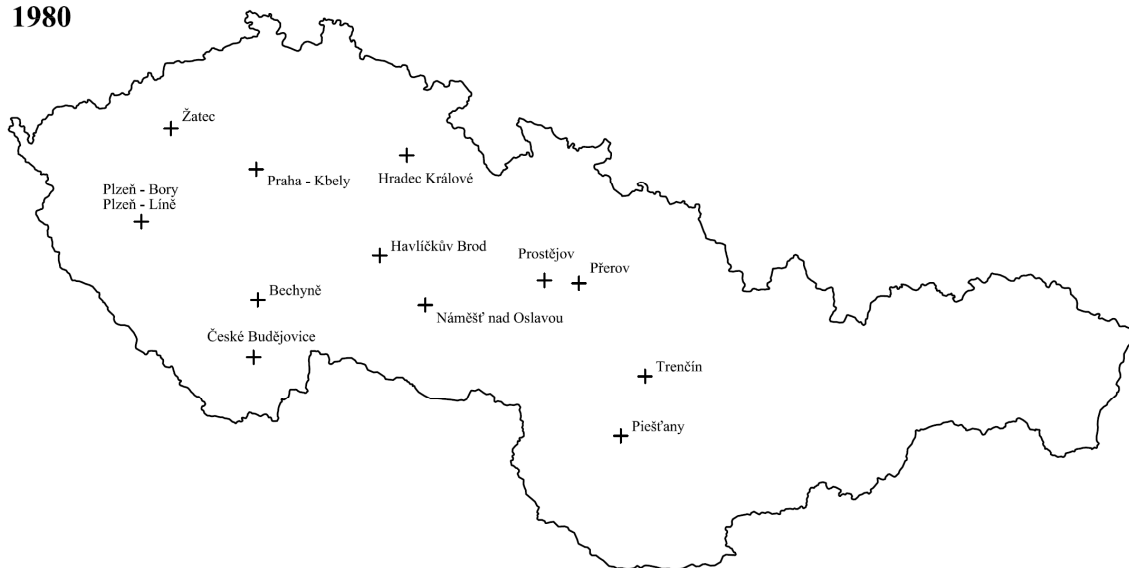 1980
Žatec
Praha - Kbely
Hradec Králové
Plzeň - Bory
Plzeň - Líně
Havlíčkův Brod
Prostějov
Přerov
Bechyně
Náměšť nad Oslavou
České Budějovice
Trenčín
Piešťany